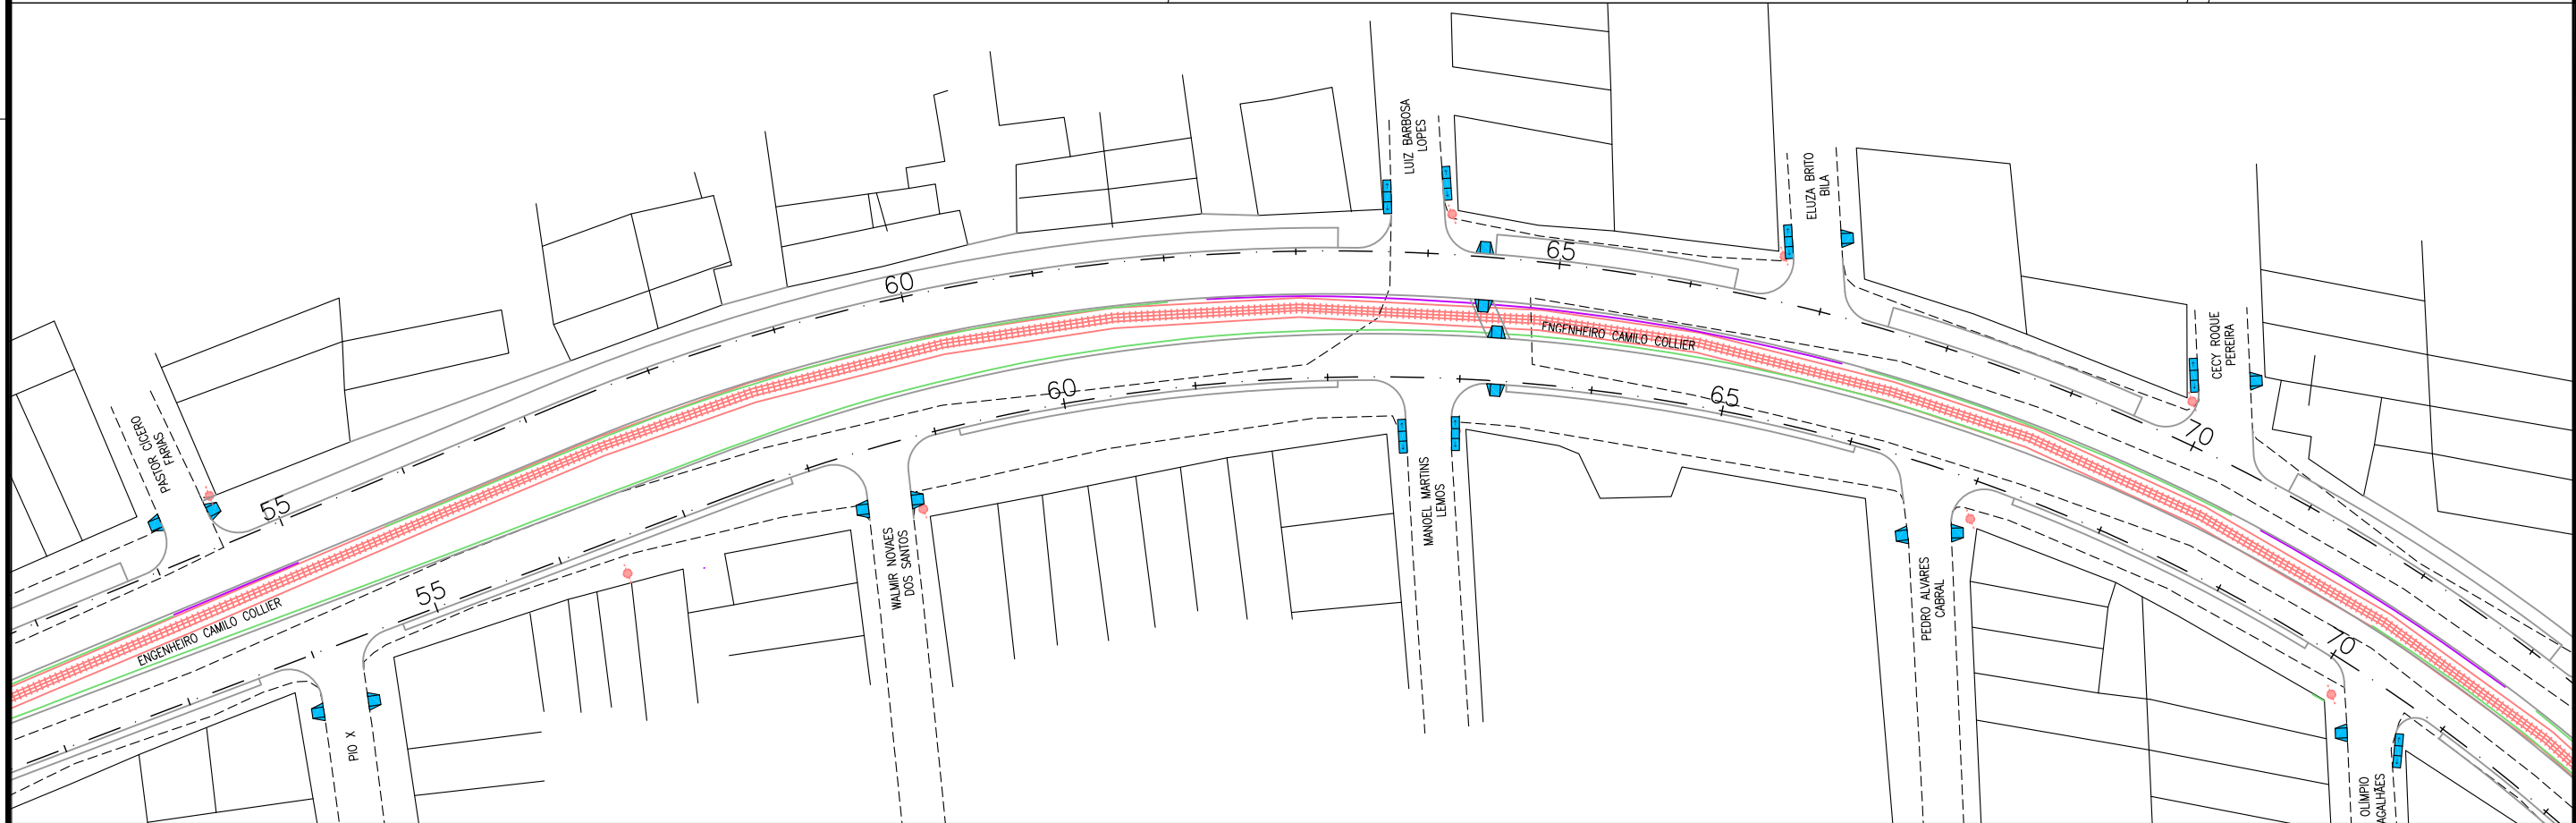 LUIZ BARBOSA
LOPES
ELUZA BRITO
BILA
65
60
ENGENHEIRO CAMILO COLLIER
CECY ROQUE
PEREIRA
60
65
70
PASTOR CICERO
FARIAS
55
MANOEL MARTINS
LEMOS
WALMIR NOVAES
DOS SANTOS
55
PEDRO ALVARES
CABRAL
ENGENHEIRO CAMILO COLLIER
70
PIO X
OLÍMPIO
AGALHÃES